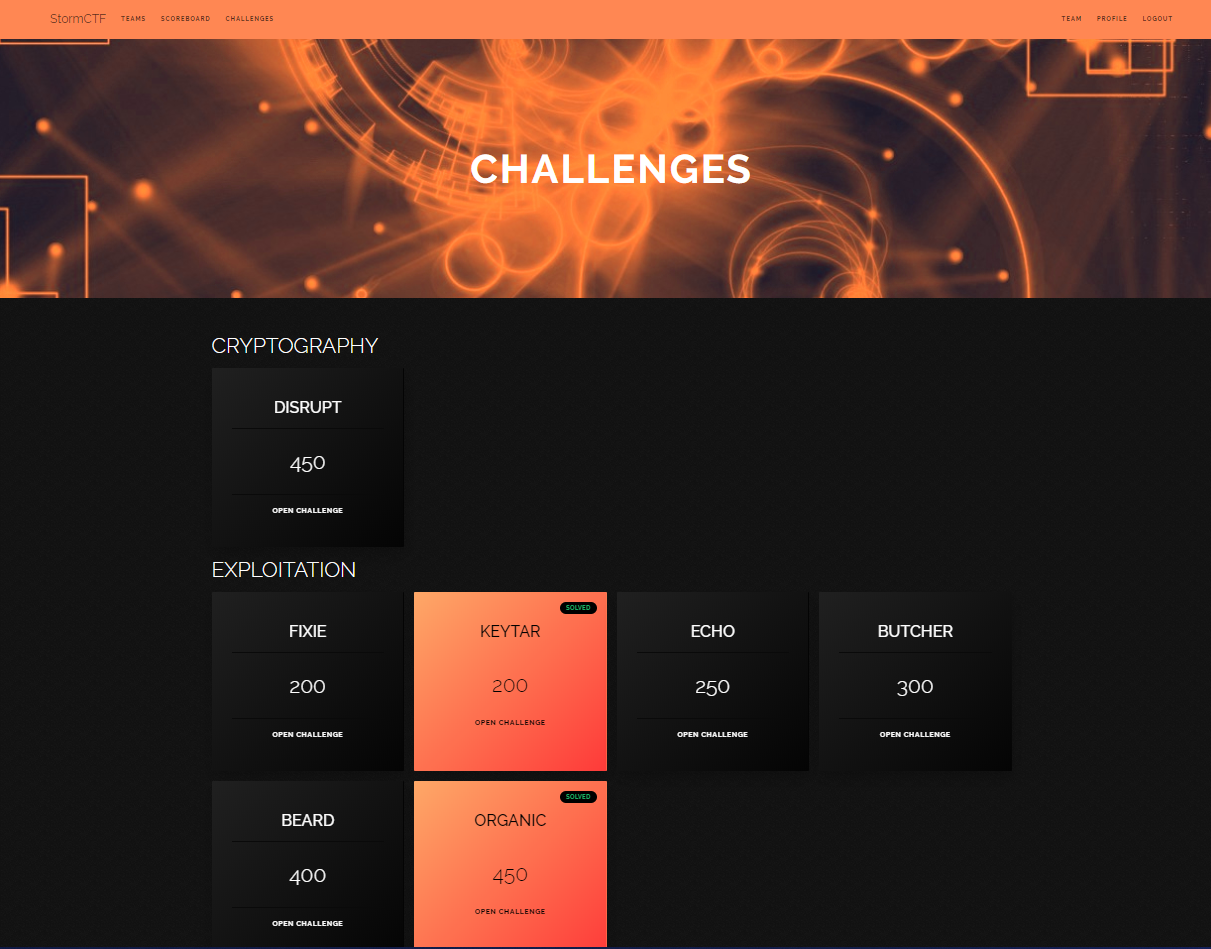 StormCTF TEAMS SCOREBOARD CHALLENGES TEAM PROFILE LOGOUT
CHALLENGES
CRYPTOGRAPHY
DISRUPT
450
OPEN CHALLENGE
EXPLOITATION
FIXIE
200
OPEN CHALLENGE
SOLVED
KEYTAR
200
OPEN CHALLENGE
ECHO
250
OPEN CHALLENGE
BUTCHER
300
OPEN CHALLENGE
BEARD
400
OPEN CHALLENGE
SOLVED
ORGANIC
450
OPEN CHALLENGE